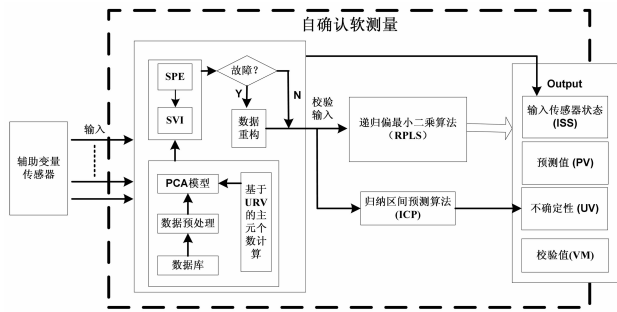 自确认软测量
SPE
SVI
故障?
Y
N
数据
重构
校验
输入
递归偏最小二乘算法
(RPLS)
归纳区间预测算法
(ICP)
辅助变量
传感器
输入
PCA模型
数据预处理
数据库
基于
URV
的主
元个
数计
算
Output
输入传感器状态
(ISS)
预测值 (PV)
不确定性 (UV)
校验值(VM)